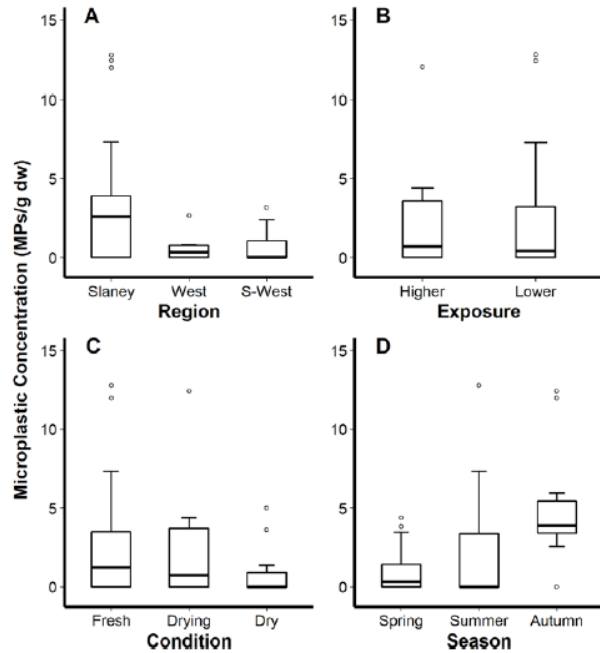 Microplastic Concentration (MPs/g dw)
A
15
10
5
0
Slaney West S-West
Region
B
15
10
5
0
Higher Lower
Exposure
C
15
10
5
0
Fresh Drying Dry
Condition
D
15
10
5
0
Spring Summer Autumn
Season